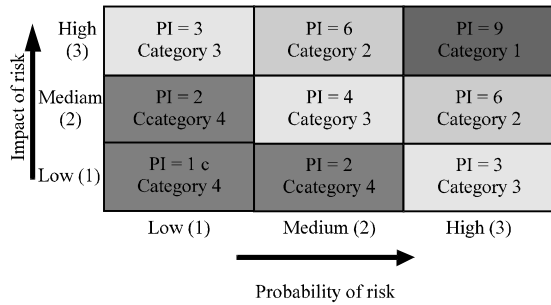 Impact of risk
High
(3)
PI = 3
Category 3
PI = 6
Category 2
PI = 9
Category 1
Mediam
(2)
PI = 2
Ccategory 4
PI = 4
Category 3
PI = 6
Category 2
Low (1)
PI = 1 c
Category 4
PI = 2
Ccategory 4
PI = 3
Category 3
Low (1)
Medium (2)
High (3)
Probability of risk